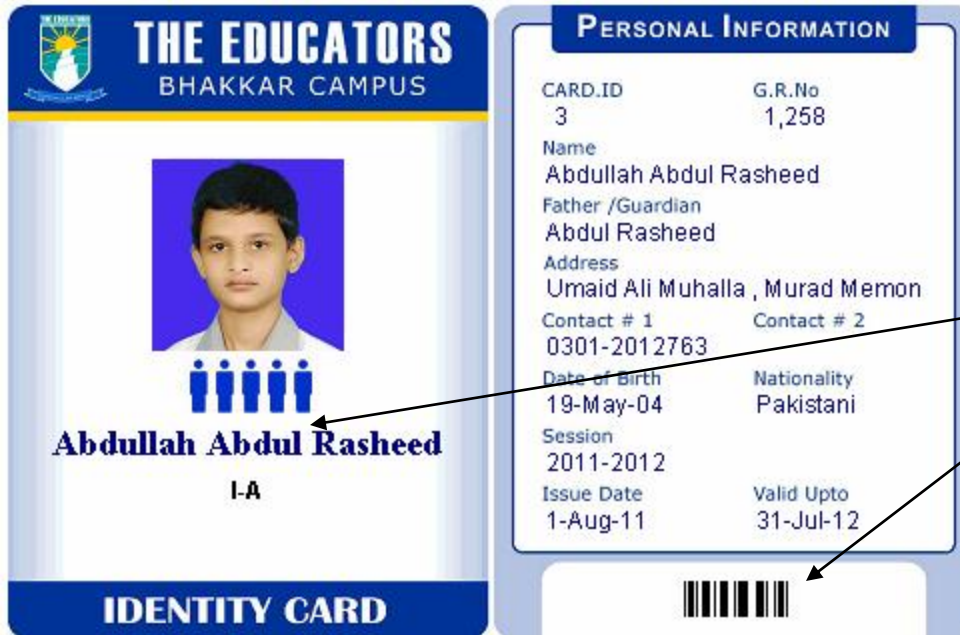 THE EDUCATORS
BHAKKAR CAMPUS
Abdullah Abdul Rasheed
I-A
IDENTITY CARD
PERSONAL INFORMATION
CARD.ID G.R.No
3 1,258
Name
Abdullah Abdul Rasheed
Father /Guardian
Abdul Rasheed
Address
Umaid Ali Muhalla , Murad Memon
Contact # 1 Contact # 2
0301-2012763
Date of Birth Nationality
19-May-04 Pakistani
Session
2011-2012
Issue Date Valid Upto
1-Aug-11 31-Jul-12